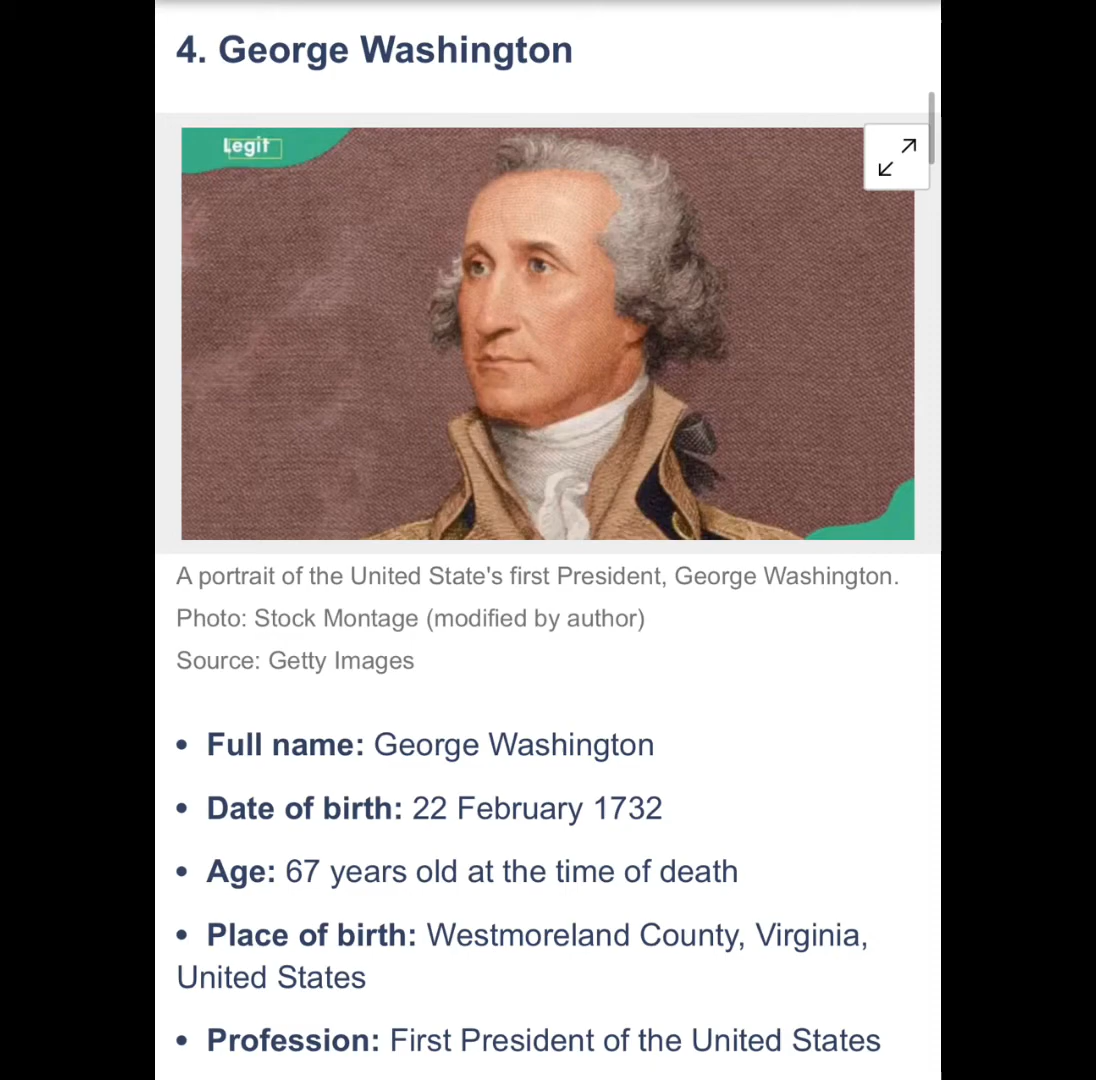 4. George Washington
Legit
A portrait of the United State's first President, George Washington.
Photo: Stock Montage (modified by author)
Source: Getty Images
• Full name: George Washington
• Date of birth: 22 February 1732
• Age: 67 years old at the time of death
• Place of birth: Westmoreland County, Virginia,
United States
• Profession: First President of the United States